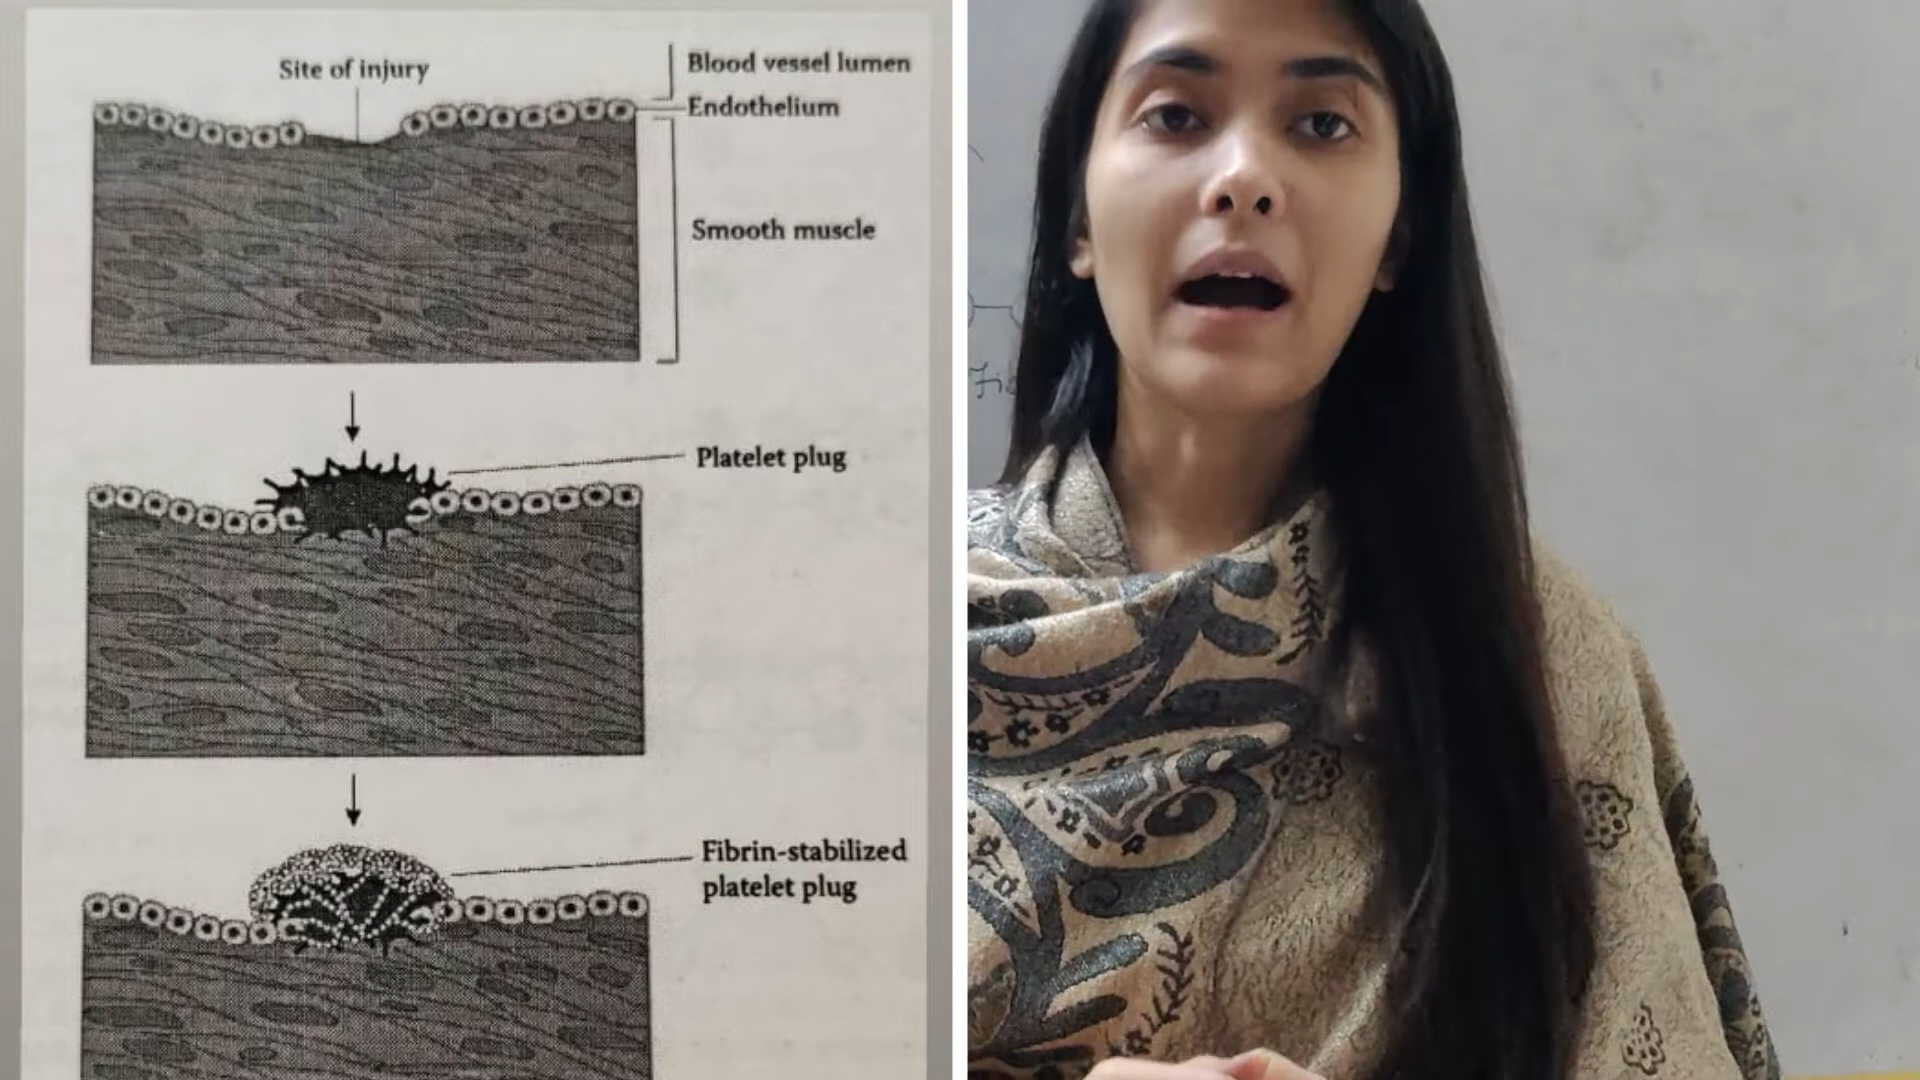 Site of injury
Blood vessel lumen
Endothelium
Smooth muscle
Platelet plug
Fibrin-stabilized
platelet plug